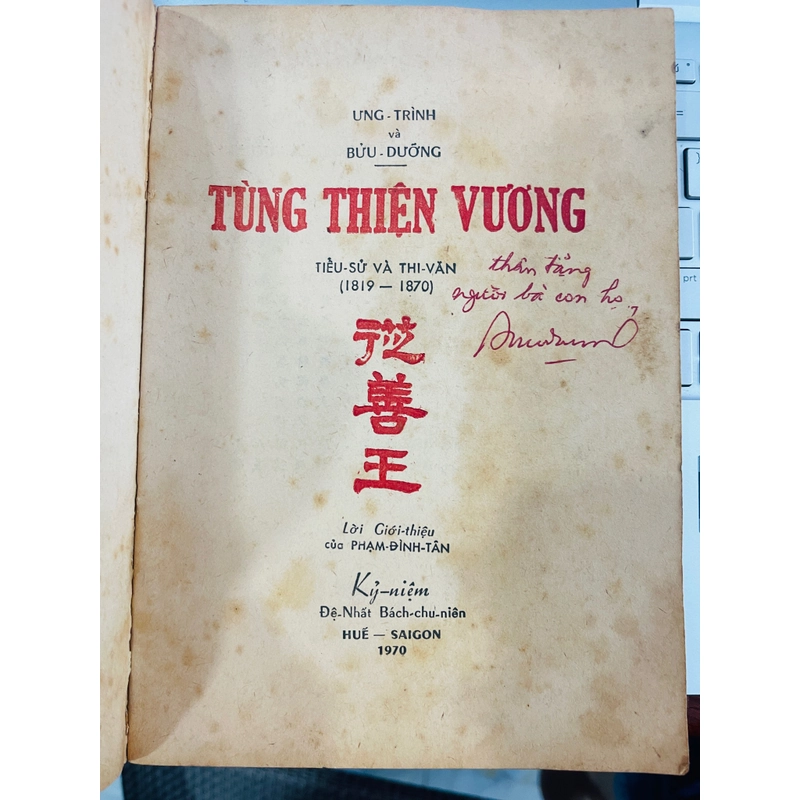 ƯNG-TRÌNH
và
BỬU-DƯỠNG
TÙNG THIỆN VƯƠNG
TIỂU-SỬ VÀ THI-VĂN
(1819 — 1870)
thân tặng
người bà con họ,
從
善
王
Lời Giới-thiệu
của PHẠM-ĐÌNH-TÂN
Kỷ-niệm
Đệ-Nhất Bách-chu-niên
HUẾ — SAIGON
1970
prt